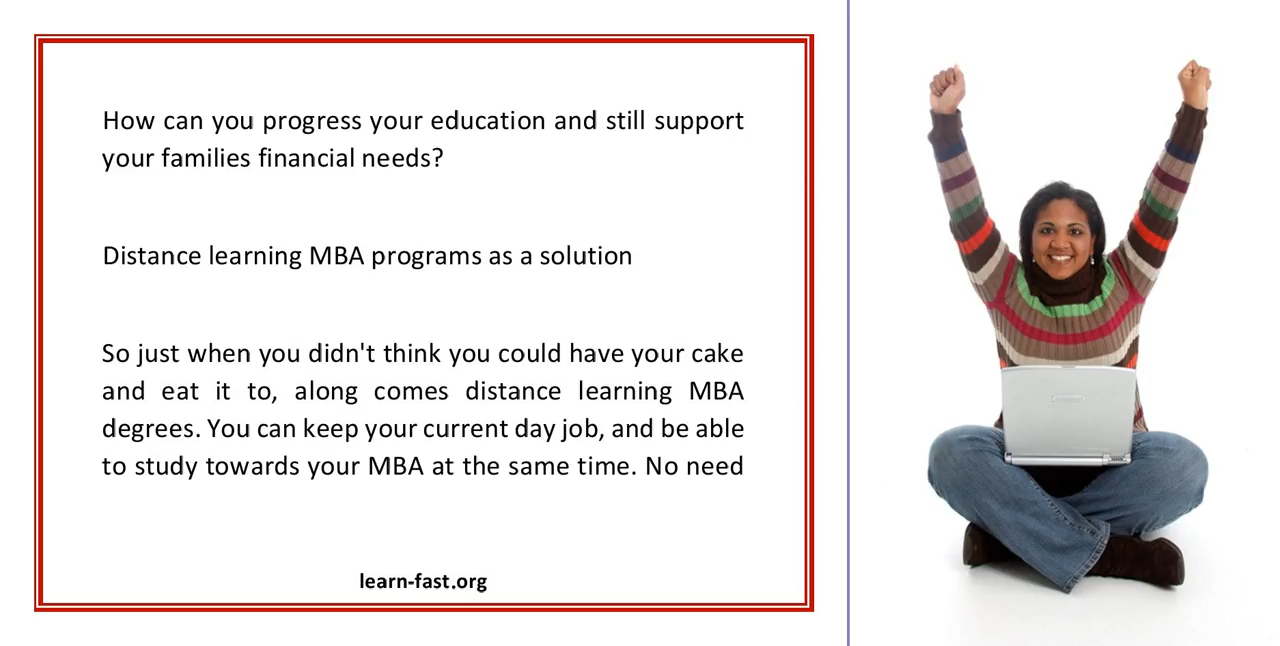 How can you progress your education and still support
your families financial needs?
Distance learning MBA programs as a solution
So just when you didn't think you could have your cake
and eat it to, along comes distance learning MBA
degrees. You can keep your current day job, and be able
to study towards your MBA at the same time. No need
learn-fast.org